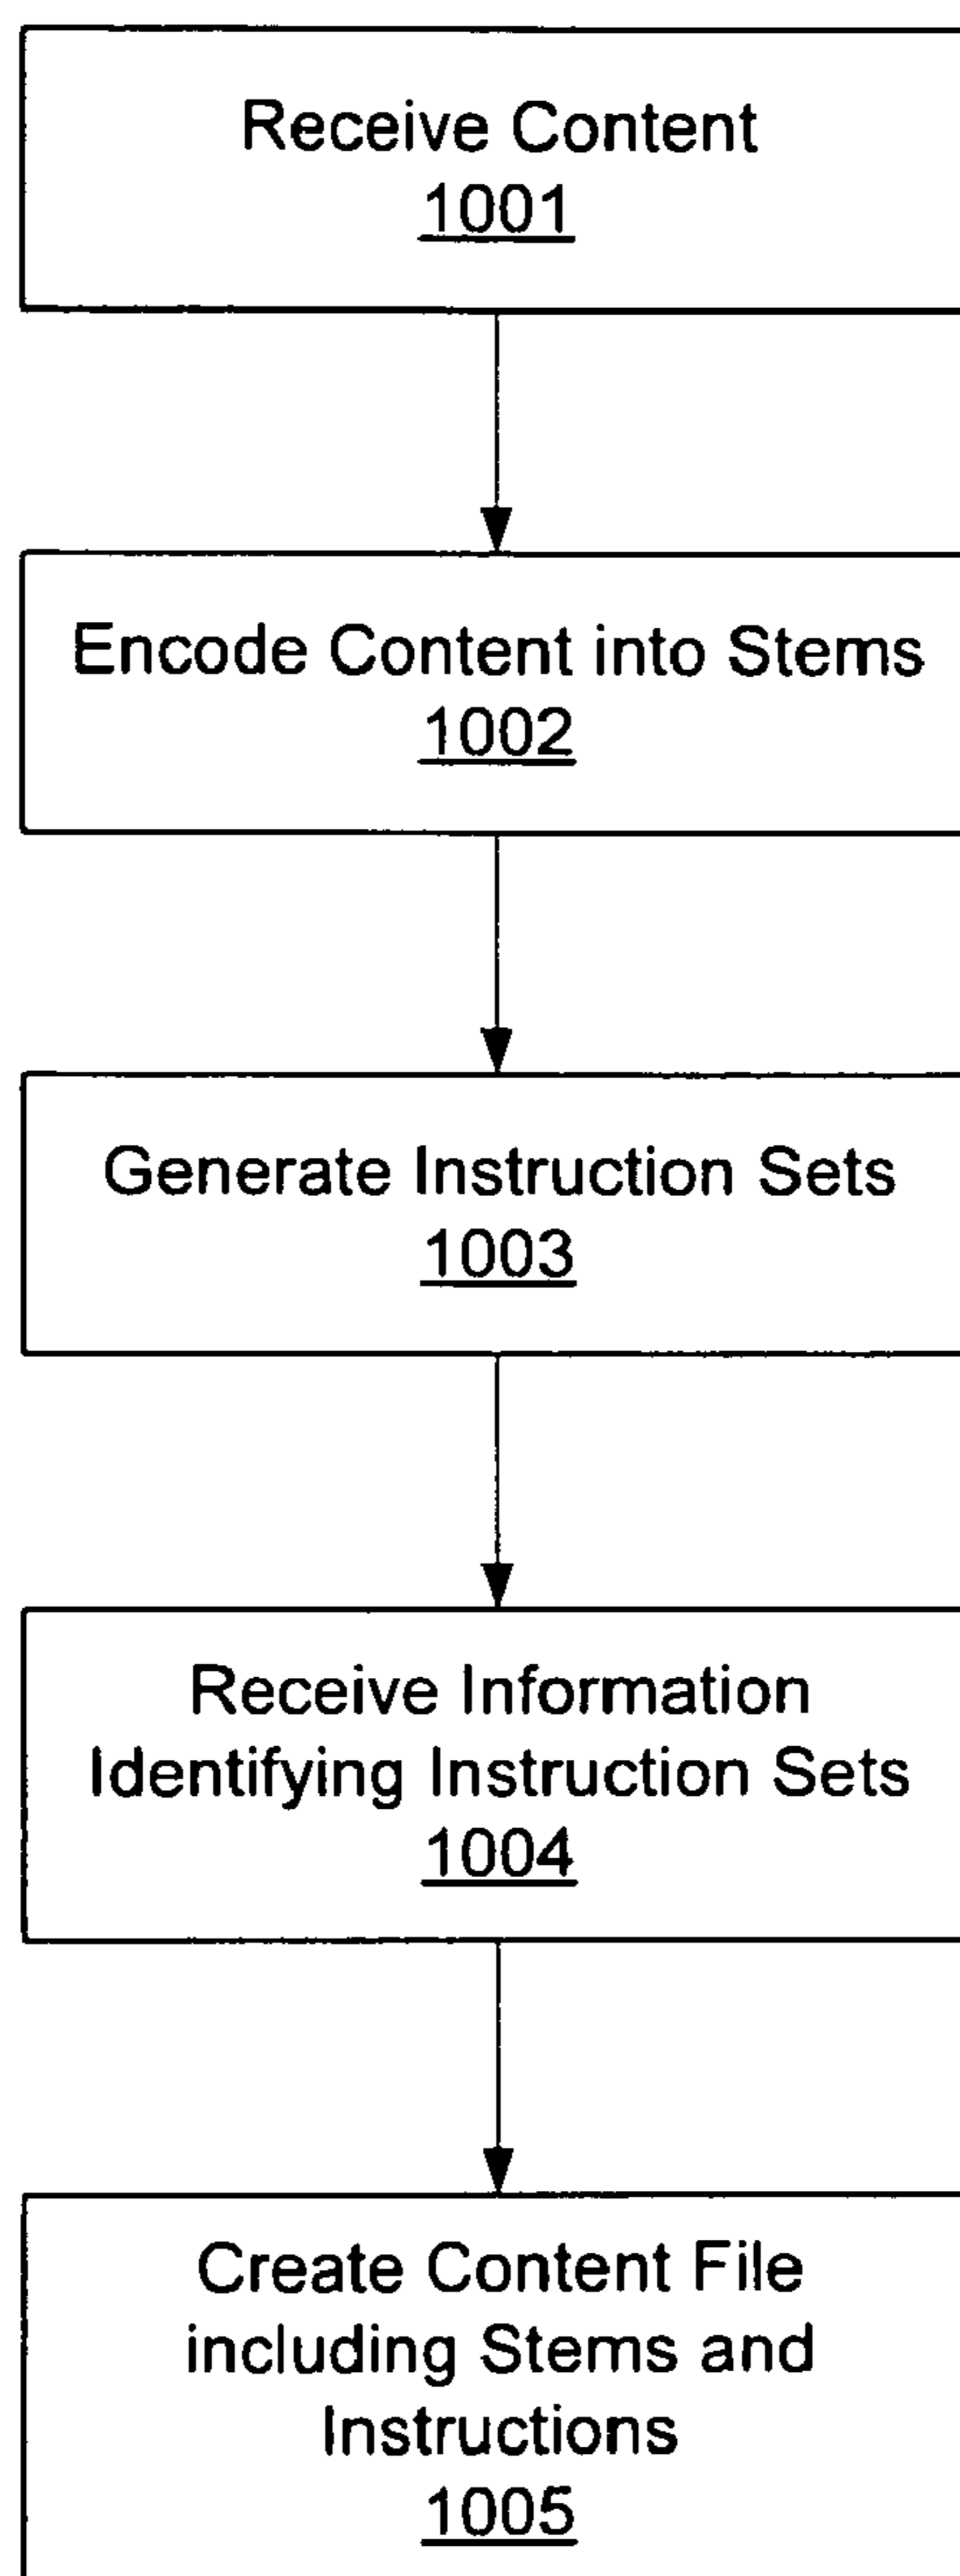 Receive Content
1001
Encode Content into Stems
1002
Generate Instruction Sets
1003
Receive Information
Identifying Instruction Sets
1004
Create Content File
including Stems and
Instructions
1005